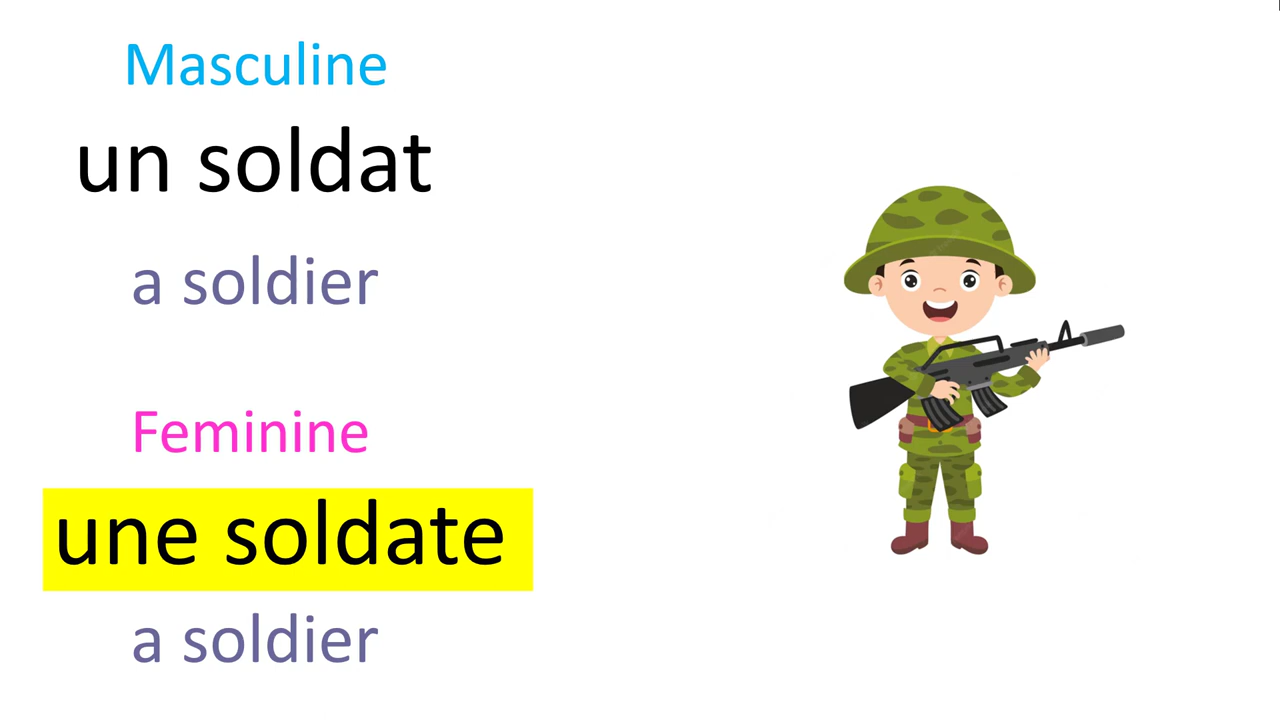 Masculine
un soldat
a soldier
Feminine
une soldate
a soldier